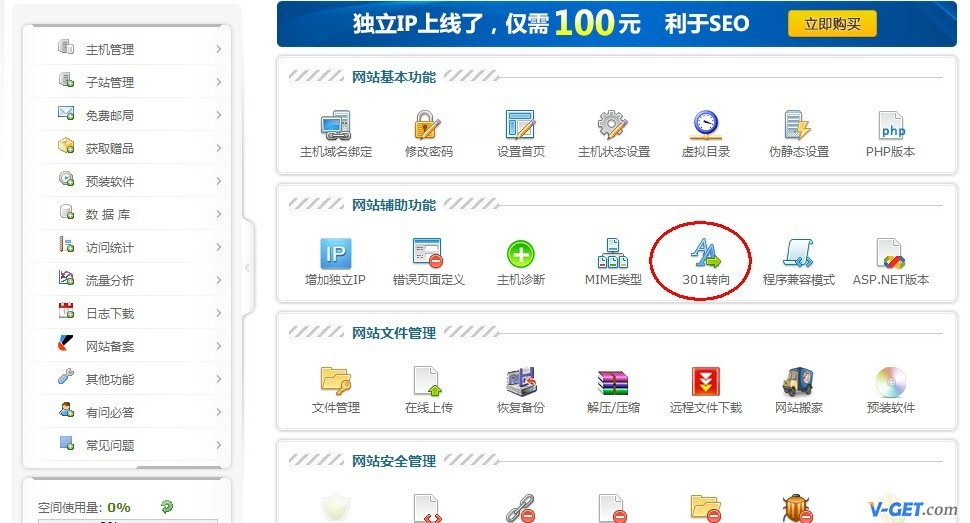 独立IP上线了，仅需100元 利于SEO 立即购买
主机管理
子站管理
免费邮局
获取赠品
预装软件
数 据 库
访问统计
流量分析
日志下载
网站备案
其他功能
有问必答
常见问题
空间使用量: 0%
网站基本功能
主机域名绑定 修改密码 设置首页 主机状态设置 虚拟目录 伪静态设置 PHP版本
php
网站辅助功能
IP
增加独立IP 错误页面定义 主机诊断 MIME类型 301转向 程序兼容模式 ASP.NET版本
网站文件管理
文件管理 在线上传 恢复备份 解压/压缩 远程文件下载 网站搬家 预装软件
网站安全管理
V-GET.com